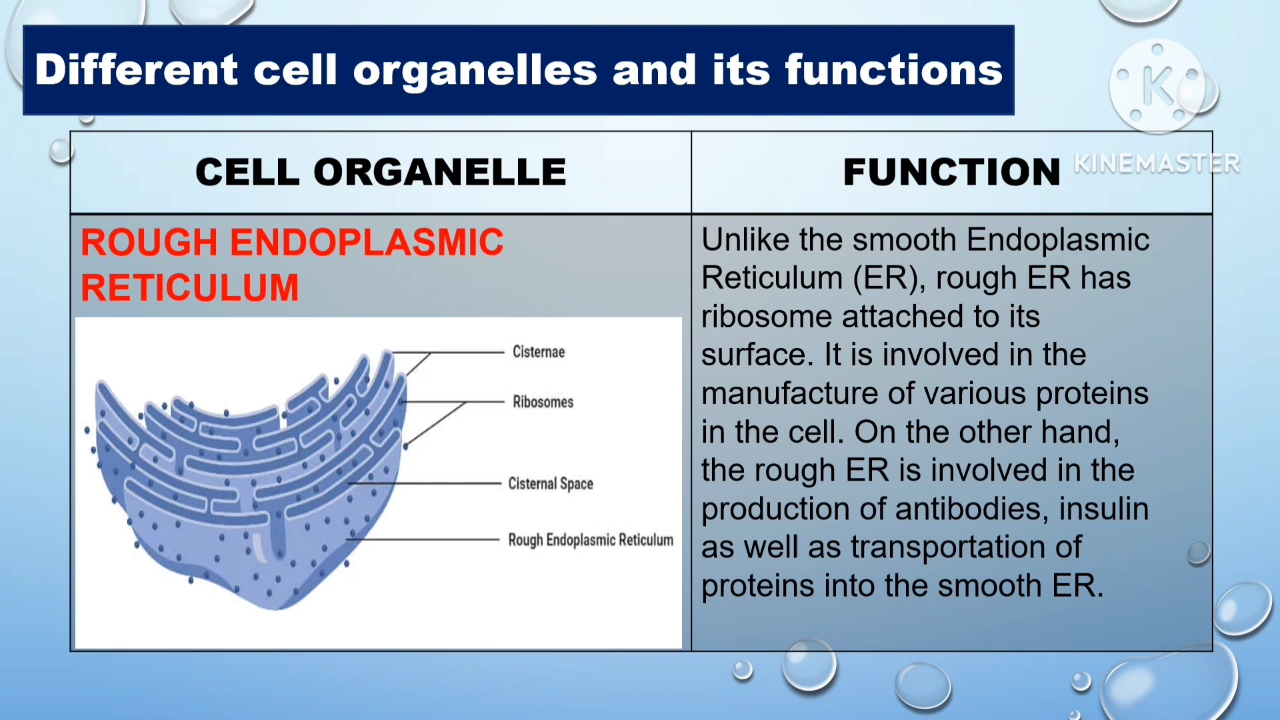 Different cell organelles and its functions
K
KINEMASTER
CELL ORGANELLE
FUNCTION
ROUGH ENDOPLASMIC
RETICULUM
Cisternae
Ribosomes
Cisternal Space
Rough Endoplasmic Reticulum
Unlike the smooth Endoplasmic
Reticulum (ER), rough ER has
ribosome attached to its
surface. It is involved in the
manufacture of various proteins
in the cell. On the other hand,
the rough ER is involved in the
production of antibodies, insulin
as well as transportation of
proteins into the smooth ER.